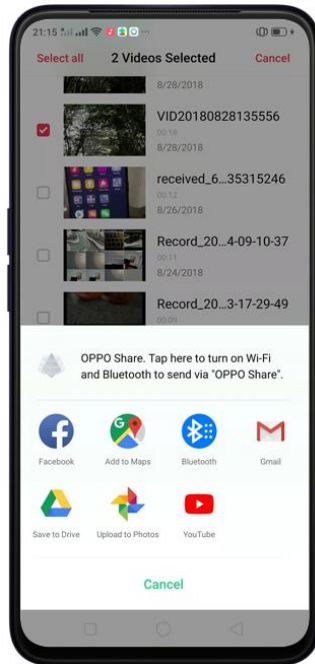 21:15
Select all 2 Videos Selected Cancel
8/28/2018
VID20180828135556
00:18
8/28/2018
received_6...35315246
00:12
8/26/2018
Record_20...4-09-10-37
00:11
8/24/2018
Record_20...3-17-29-49
00:09
OPPO Share. Tap here to turn on Wi-Fi
and Bluetooth to send via "OPPO Share".
Facebook Add to Maps Bluetooth Gmail
Save to Drive Upload to Photos YouTube
Cancel